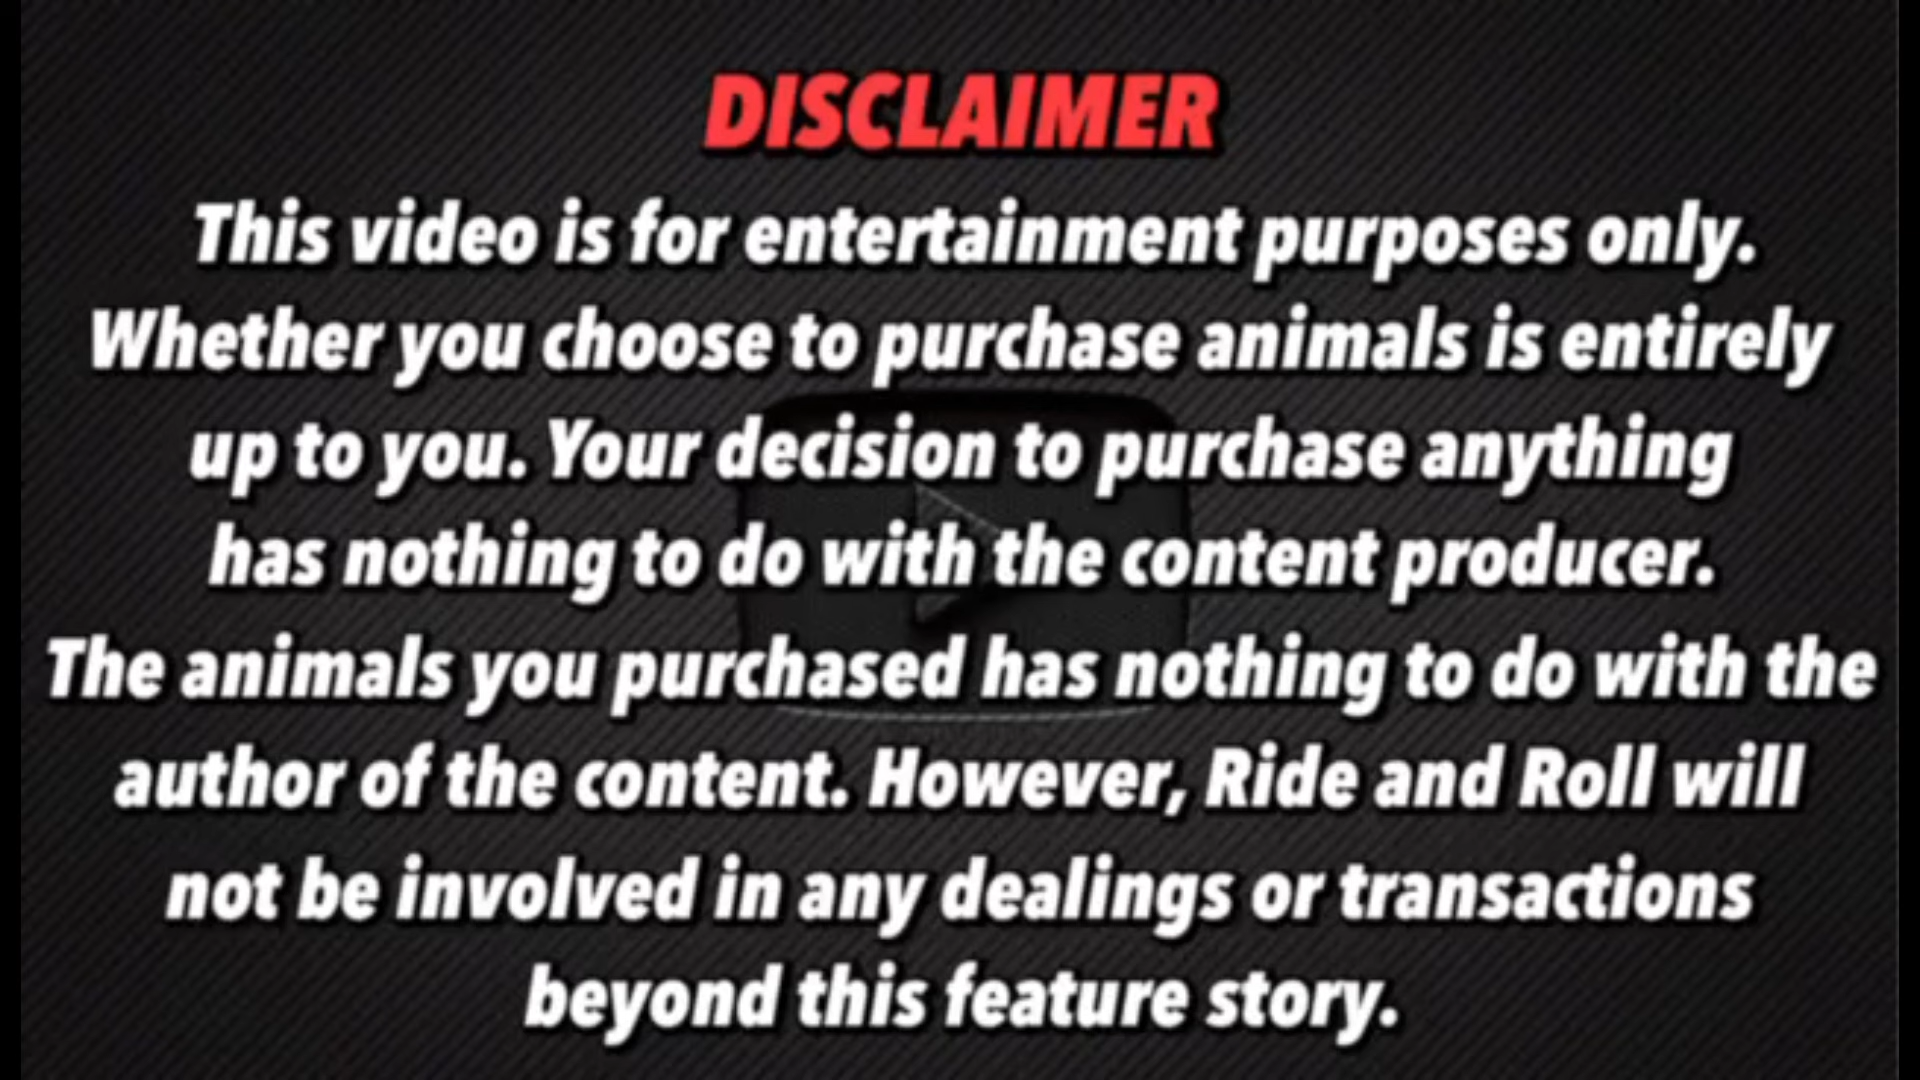 DISCLAIMER
This video is for entertainment purposes only.
Whether you choose to purchase animals is entirely
up to you. Your decision to purchase anything
has nothing to do with the content producer.
The animals you purchased has nothing to do with the
author of the content. However, Ride and Roll will
not be involved in any dealings or transactions
beyond this feature story.